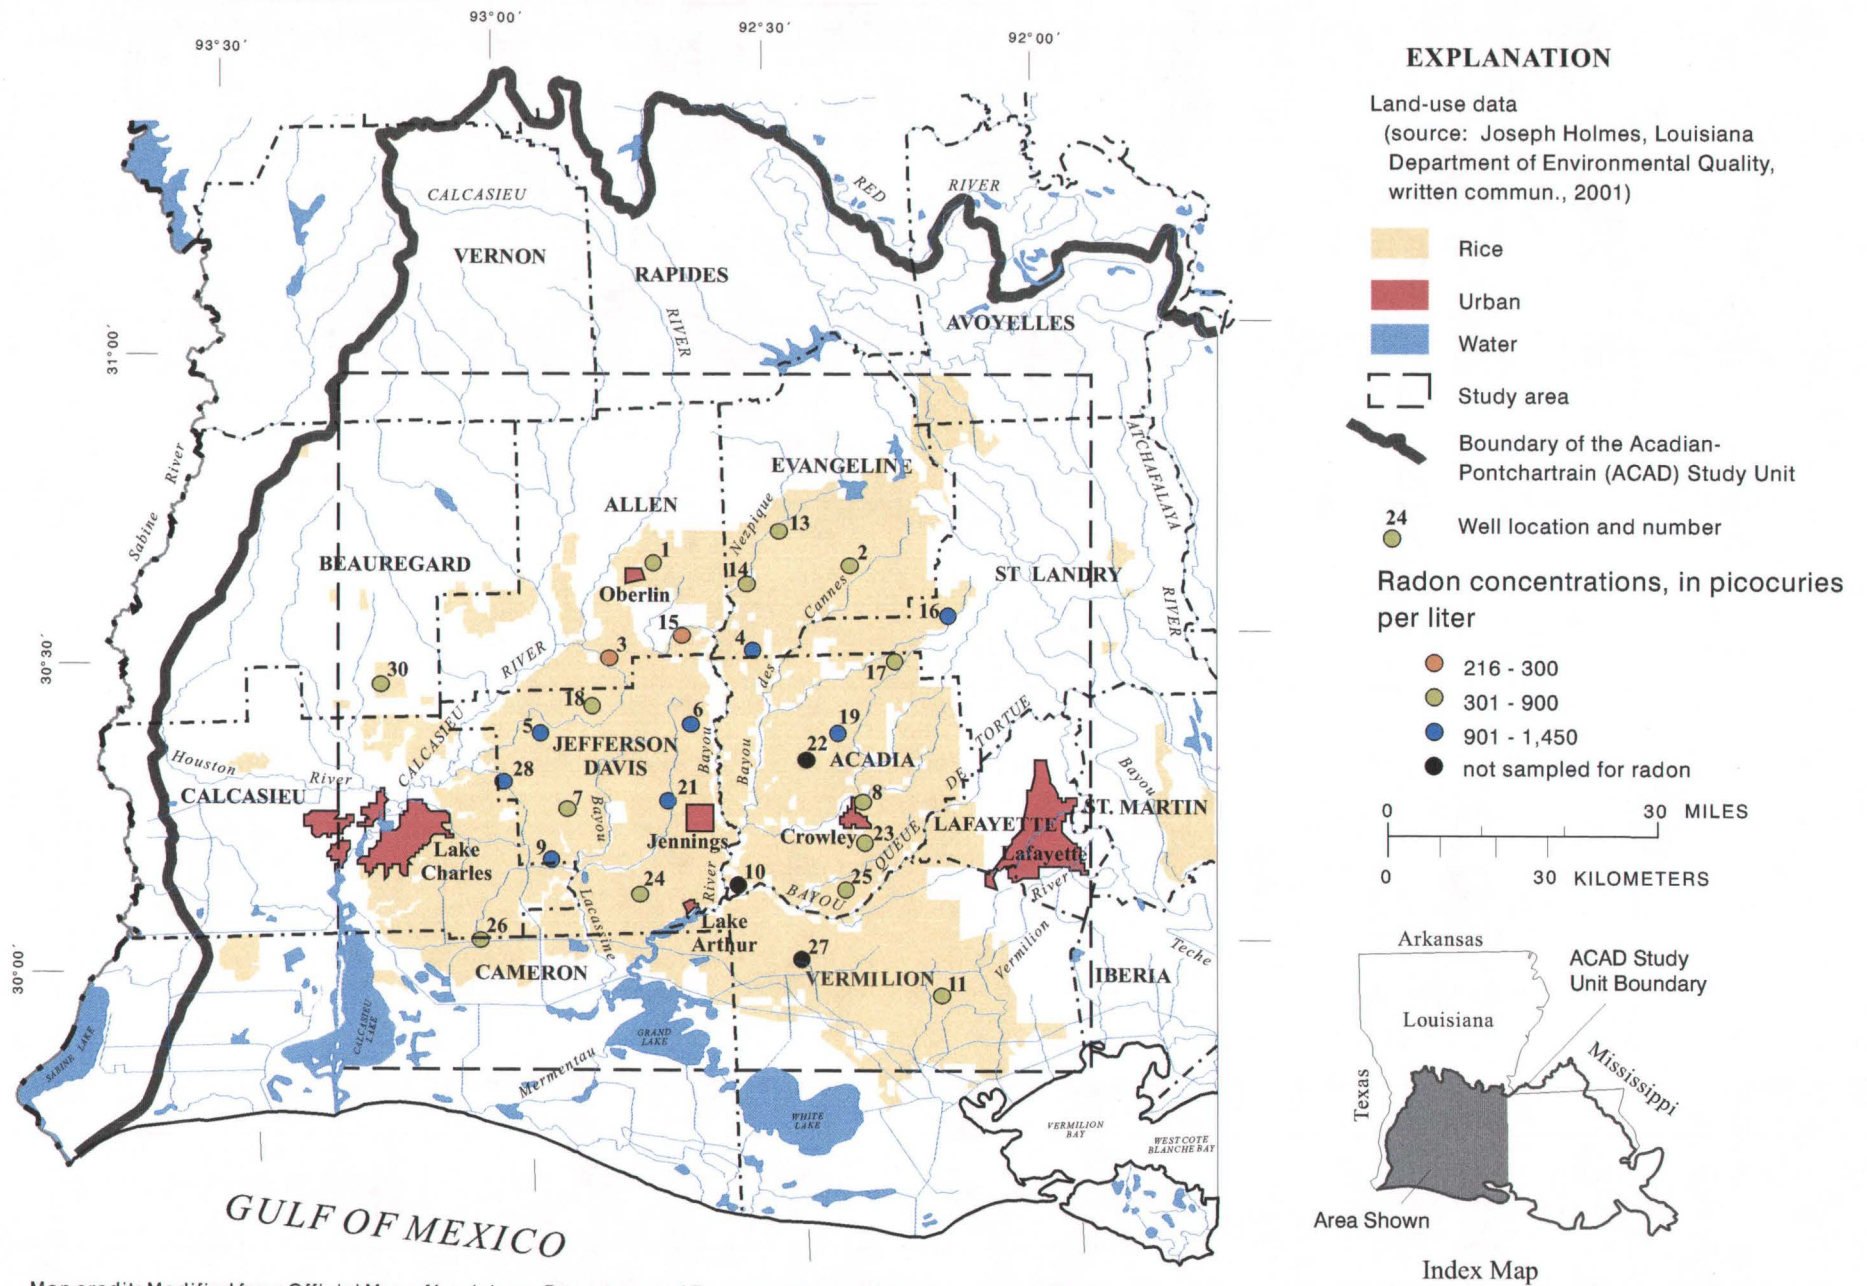 93°30´
93°00´
92°30´
92°00´
31°00´
30°30´
30°00´
CALCASIEU
RIVER
RED
RIVER
VERNON
RAPIDES
AVOYELLES
ATCHAFALAYA
RIVER
Sabine River
EVANGELINE
ALLEN
BEAUREGARD
ST LANDRY
Nezpique
13
1
2
14
Oberlin
Cannes
16
15
3
4
17
des
RIVER
30
18
6
5
19
JEFFERSON
DAVIS
22
ACADIA
TORTUE
Bayou
Bayou
Houston River
CALCASIEU
28
CALCASIEU
7
21
8
DE
Bayou
Bayou
ST. MARTIN
Jennings
Crowley
23
LAFAYETTE
Lafayette
Lake
Charles
9
QUEUE
24
10
25
BAYOU
River
River
26
Lacassine
Lake
Arthur
27
CAMERON
VERMILION
11
Vermilion
Teche
IBERIA
CALCASIEU
LAKE
SABINE LAKE
GRAND
LAKE
Mermentau
WHITE
LAKE
VERMILION
BAY
WEST COTE
BLANCHE BAY
GULF OF MEXICO
EXPLANATION
Land-use data
(source: Joseph Holmes, Louisiana
Department of Environmental Quality,
written commun., 2001)
Rice
Urban
Water
Study area
Boundary of the Acadian-
Pontchartrain (ACAD) Study Unit
24
Well location and number
Radon concentrations, in picocuries
per liter
216 - 300
301 - 900
901 - 1,450
not sampled for radon
0 30 MILES
0 30 KILOMETERS
Arkansas
ACAD Study
Unit Boundary
Louisiana
Mississippi
Texas
Area Shown
Index Map